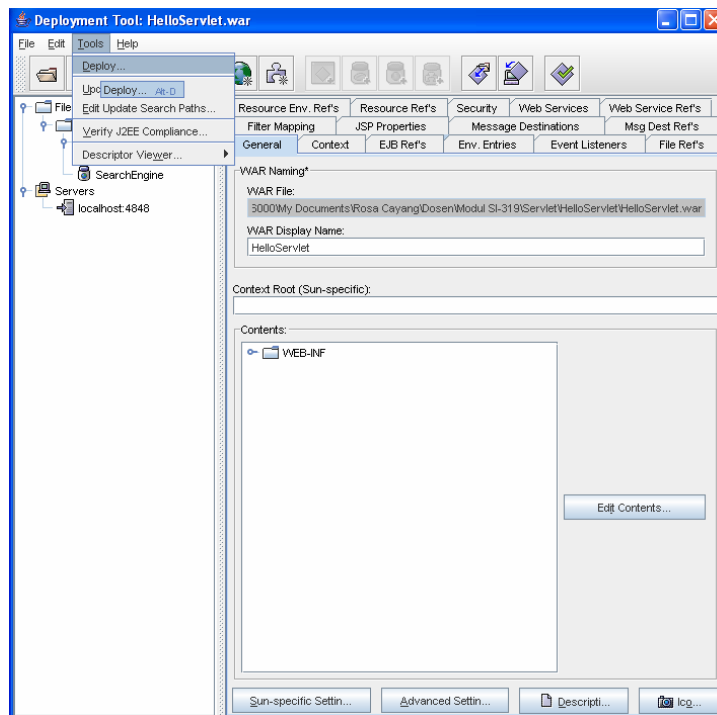 Deployment Tool: HelloServlet.war
File Edit Tools Help
Deploy...
Deploy... Alt-D
Edit Update Search Paths...
Verify J2EE Compliance...
Descriptor Viewer...
File
SearchEngine
Servers
localhost:4848
Resource Env. Ref's Resource Ref's Security Web Services Web Service Ref's
Filter Mapping JSP Properties Message Destinations Msg Dest Ref's
General Context EJB Ref's Env. Entries Event Listeners File Ref's
WAR Naming*
WAR File:
6000\My Documents\Rosa Cayang\Dosen\Modul SI-319\Servlet\HelloServlet\HelloServlet.war
WAR Display Name:
HelloServlet
Context Root (Sun-specific):
Contents:
WEB-INF
Edit Contents...
Sun-specific Settin... Advanced Settin... Descripti... Ico...